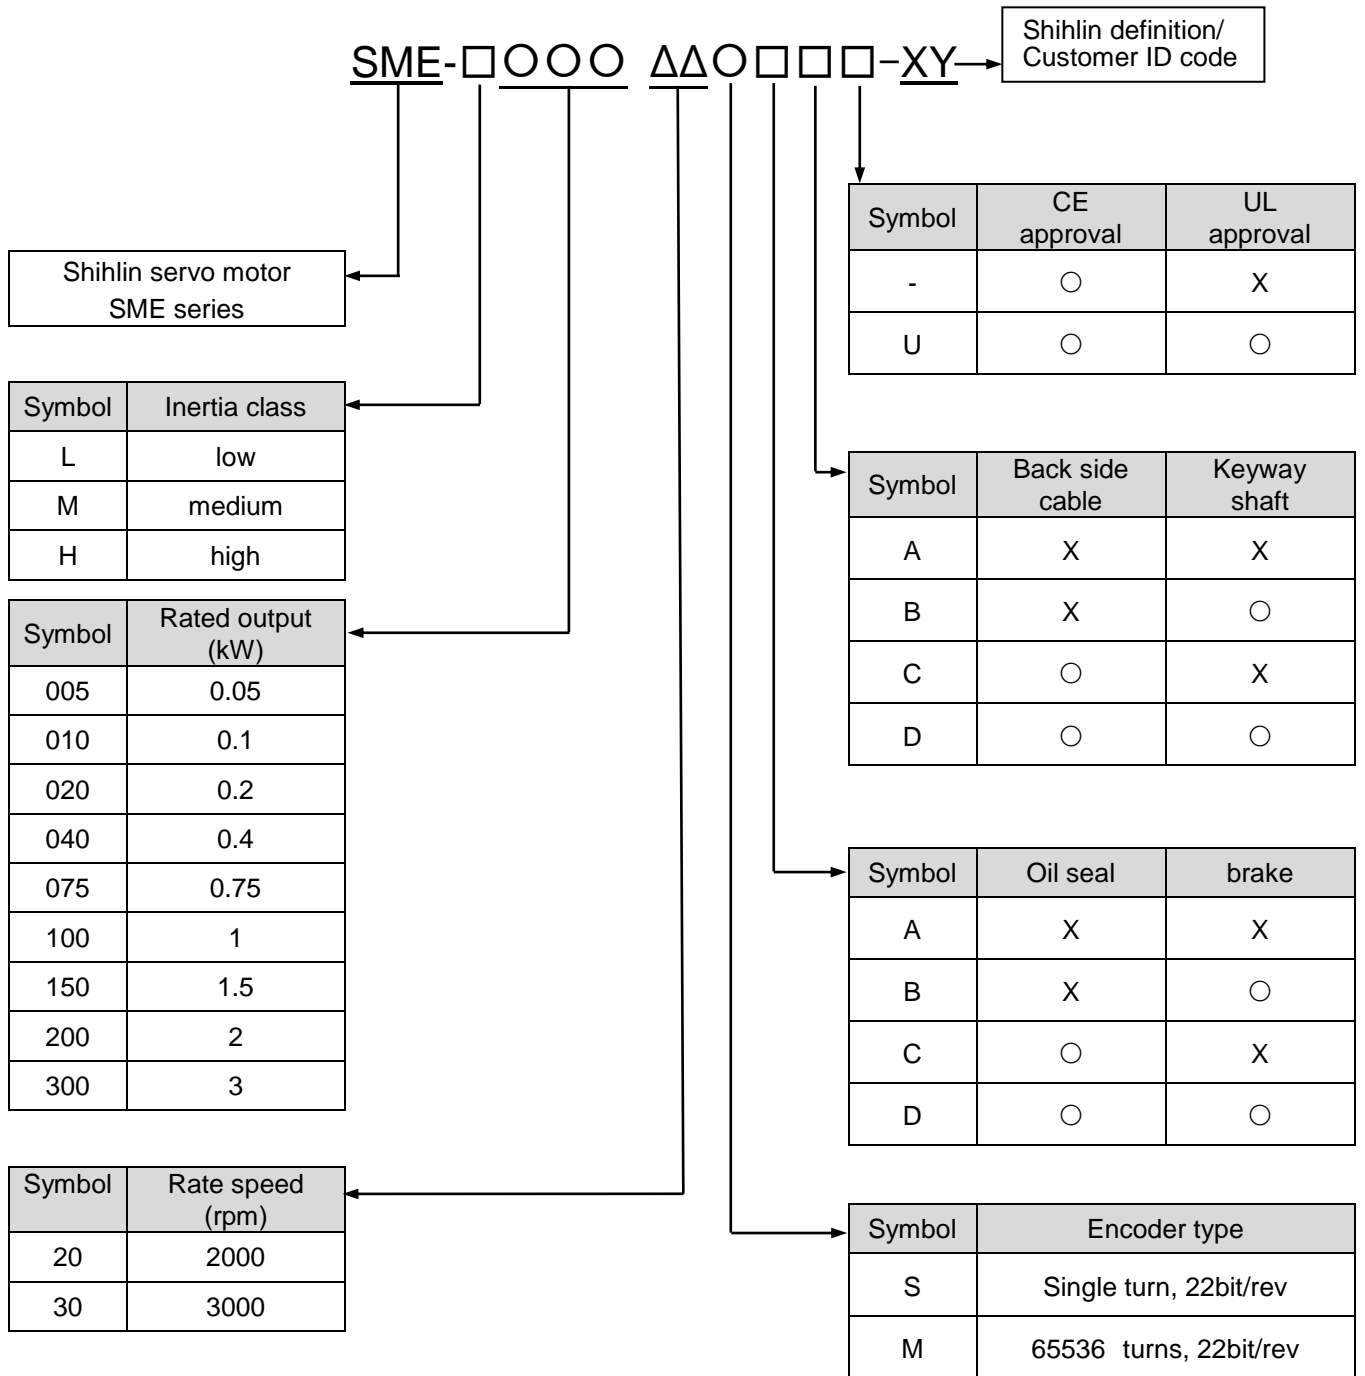 Shihlin definition/
Customer ID code
SME-□○○○ ΔΔ○□□□-XY
Shihlin servo motor
SME series
Symbol Inertia class
L low
M medium
H high
Symbol Rated output
(kW)
005 0.05
010 0.1
020 0.2
040 0.4
075 0.75
100 1
150 1.5
200 2
300 3
Symbol Rate speed
(rpm)
20 2000
30 3000
Symbol CE
approval UL
approval
- ○ X
U ○ ○
Symbol Back side
cable Keyway
shaft
A X X
B X ○
C ○ X
D ○ ○
Symbol Oil seal brake
A X X
B X ○
C ○ X
D ○ ○
Symbol Encoder type
S Single turn, 22bit/rev
M 65536 turns, 22bit/rev